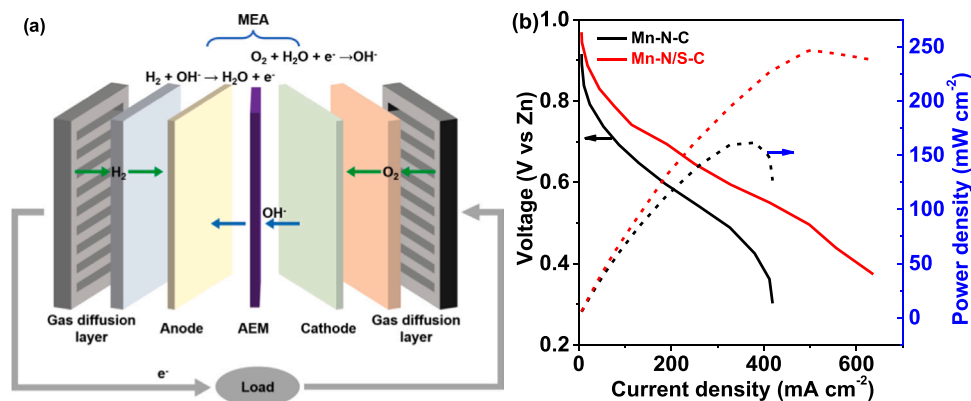 (a)
MEA
O₂ + H₂O + e⁻ →OH⁻
H₂ + OH⁻ → H₂O + e⁻
H₂
O₂
OH⁻
Gas diffusion
layer
Anode
AEM
Cathode
Gas diffusion
layer
e⁻
Load
(b)
Mn-N-C
Mn-N/S-C
Voltage (V vs Zn)
1.0
0.8
0.6
0.4
0.2
0
200
400
600
Current density (mA cm⁻²)
250
200
150
100
50
0
Power density (mW cm⁻²)